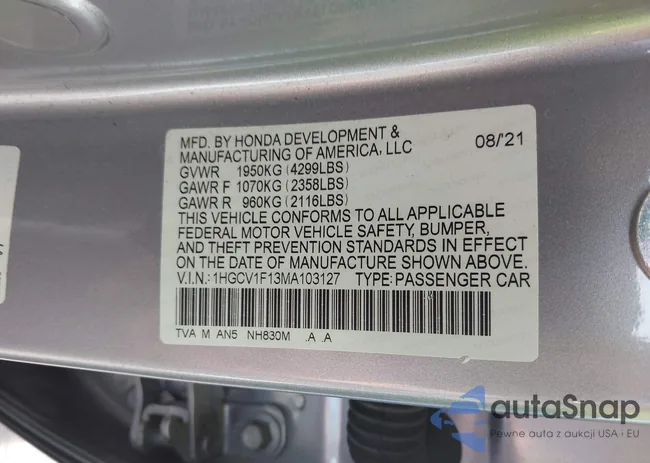 MFD. BY HONDA DEVELOPMENT &
MANUFACTURING OF AMERICA, LLC 08/'21
GVWR 1950KG (4299LBS)
GAWR F 1070KG (2358LBS)
GAWR R 960KG (2116LBS)
THIS VEHICLE CONFORMS TO ALL APPLICABLE
FEDERAL MOTOR VEHICLE SAFETY, BUMPER,
AND THEFT PREVENTION STANDARDS IN EFFECT
ON THE DATE OF MANUFACTURE SHOWN ABOVE.
V.I.N.: 1HGCV1F13MA103127 TYPE: PASSENGER CAR
TVA M AN5 NH830M .A .A
autaSnap
Pewne auta z aukcji USA i EU